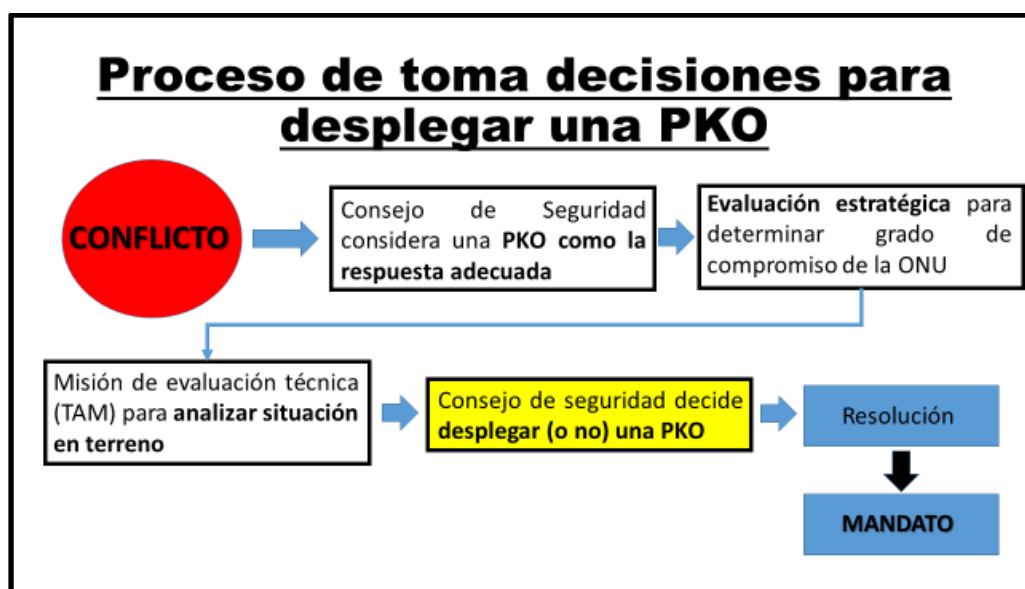 Proceso de toma decisiones para
desplegar una PKO
CONFLICTO
Consejo de Seguridad
considera una PKO como la
respuesta adecuada
Evaluación estratégica para
determinar grado de
compromiso de la ONU
Misión de evaluación técnica
(TAM) para analizar situación
en terreno
Consejo de seguridad decide
desplegar (o no) una PKO
Resolución
MANDATO